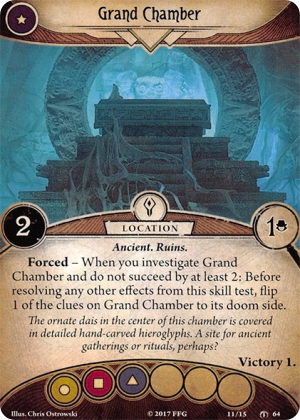 Grand Chamber
2
LOCATION
1
Ancient. Ruins.
Forced – When you investigate Grand
Chamber and do not succeed by at least 2: Before
resolving any other effects from this skill test, flip
1 of the clues on Grand Chamber to its doom side.
The ornate dais in the center of this chamber is covered
in detailed hand-carved hieroglyphs. A site for ancient
gatherings or rituals, perhaps?
Victory 1.
Illus. Chris Ostrowski
© 2017 FFG
11/15
64